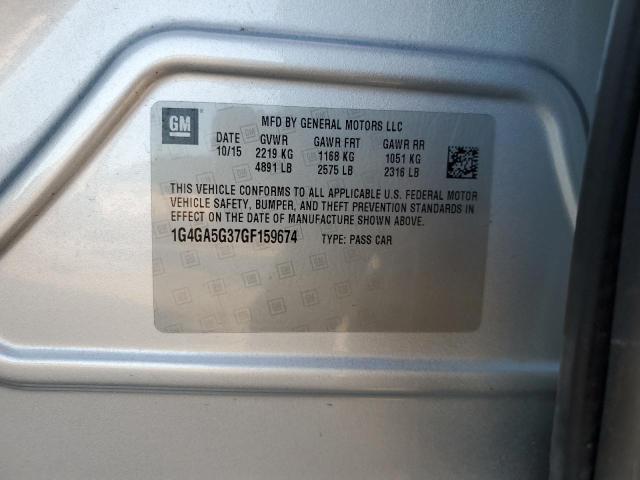 GM
MFD BY GENERAL MOTORS LLC
DATE GVWR GAWR FRT GAWR RR
10/15 2219 KG 1168 KG 1051 KG
4891 LB 2575 LB 2316 LB
THIS VEHICLE CONFORMS TO ALL APPLICABLE U.S. FEDERAL MOTOR
VEHICLE SAFETY, BUMPER, AND THEFT PREVENTION STANDARDS IN
EFFECT ON THE DATE OF MANUFACTURE SHOWN ABOVE.
1G4GA5G37GF159674 TYPE: PASS CAR